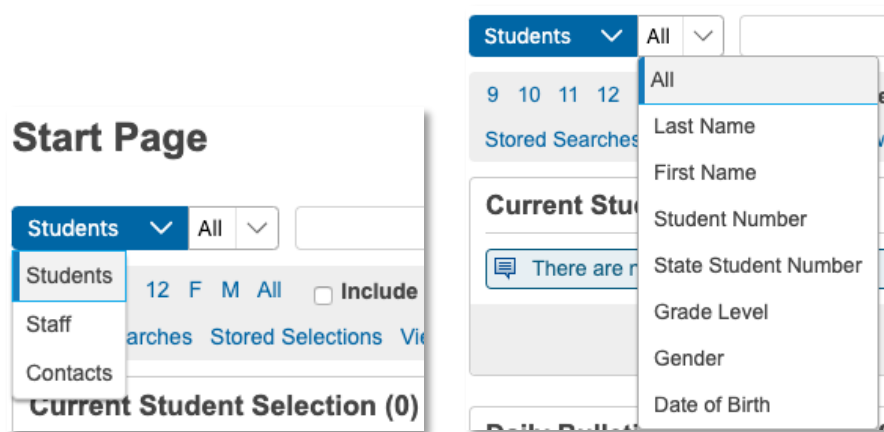 Start Page
Students All
Students
Staff
Contacts
12 F M All Include
arches Stored Selections Vie
Current Student Selection (0)
Students All
All
Last Name
First Name
Student Number
State Student Number
Grade Level
Gender
Date of Birth
9 10 11 12
Stored Searches
Current Stu
There are n